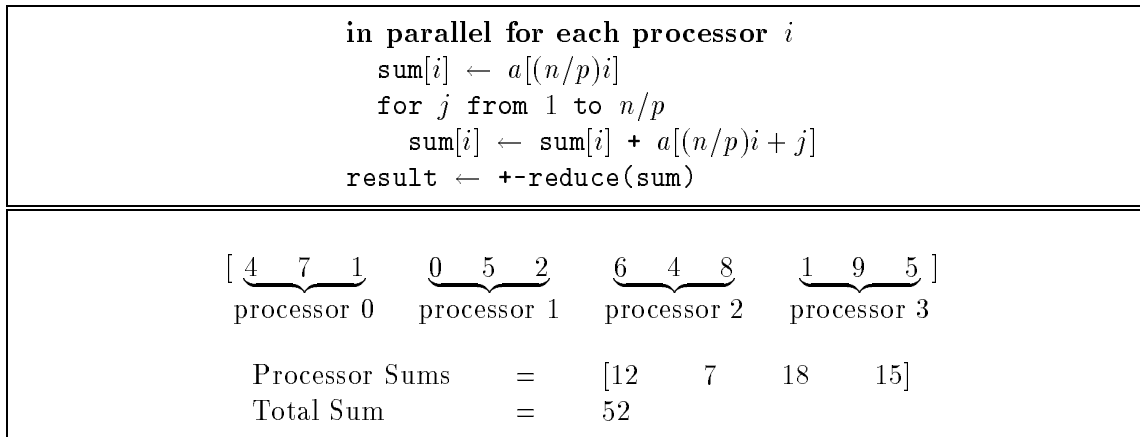 in parallel for each processor i
sum[i] ← a[(n/p)i]
for j from 1 to n/p
sum[i] ← sum[i] + a[(n/p)i + j]
result ← +-reduce(sum)
[ 4 7 1 0 5 2 6 4 8 1 9 5 ]
processor 0 processor 1 processor 2 processor 3
Processor Sums = [12 7 18 15]
Total Sum = 52